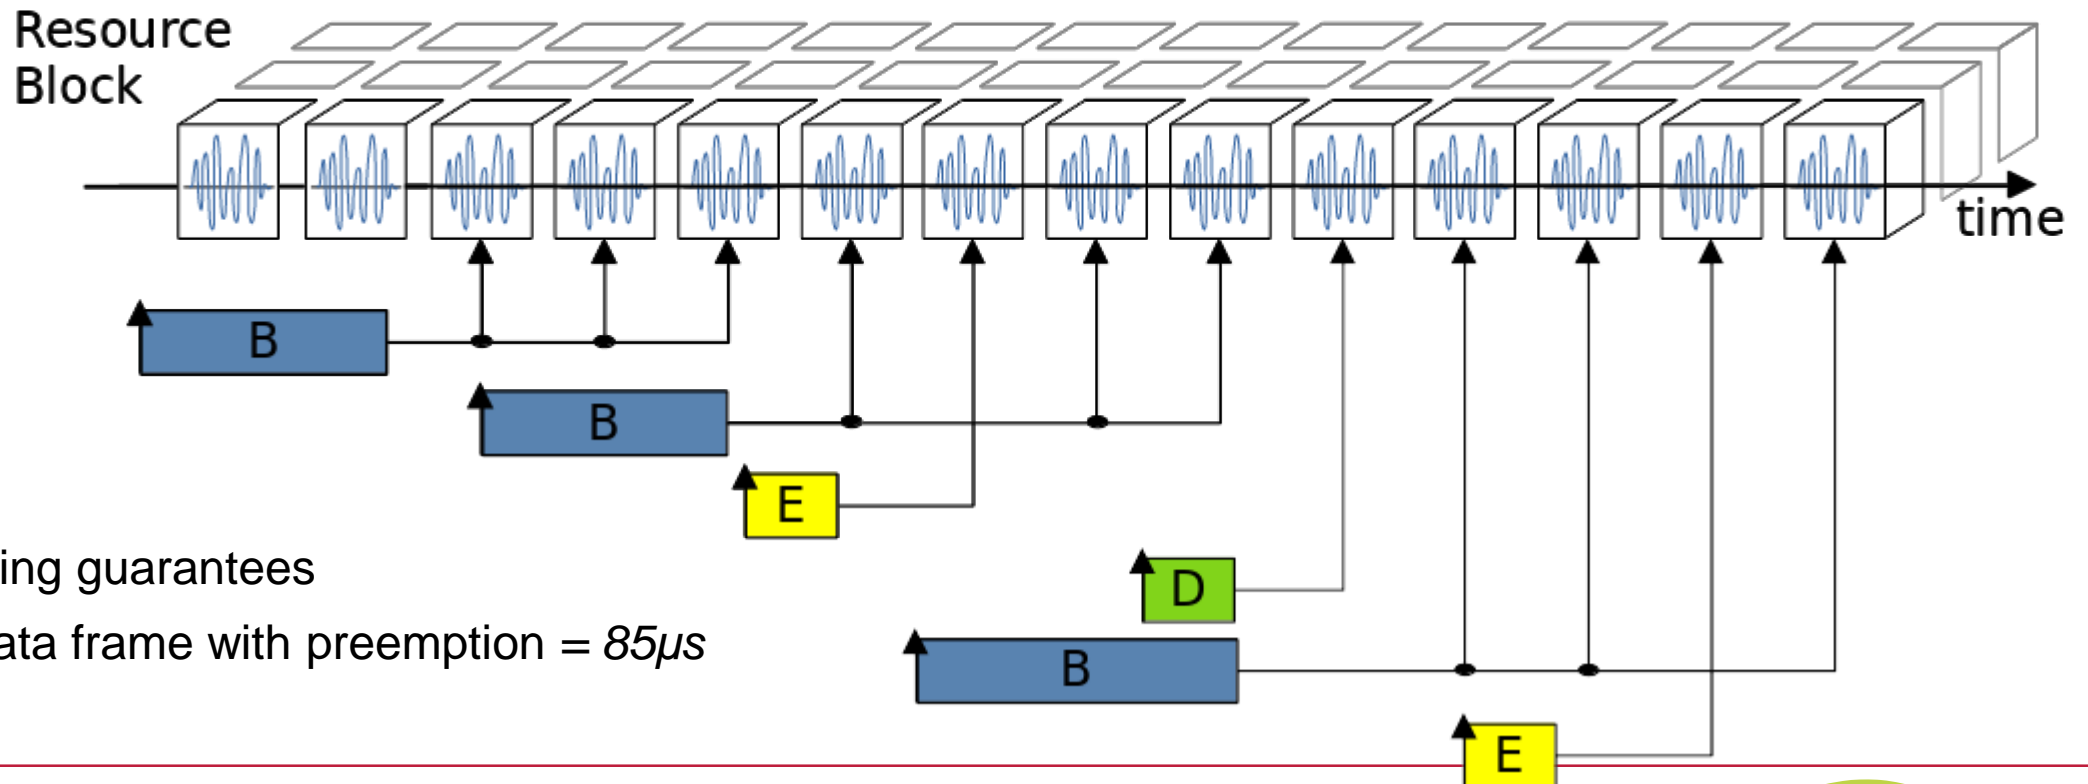 Resource
Block
time
B
B
E
D
B
E
ing guarantees
ata frame with preemption = 85µs